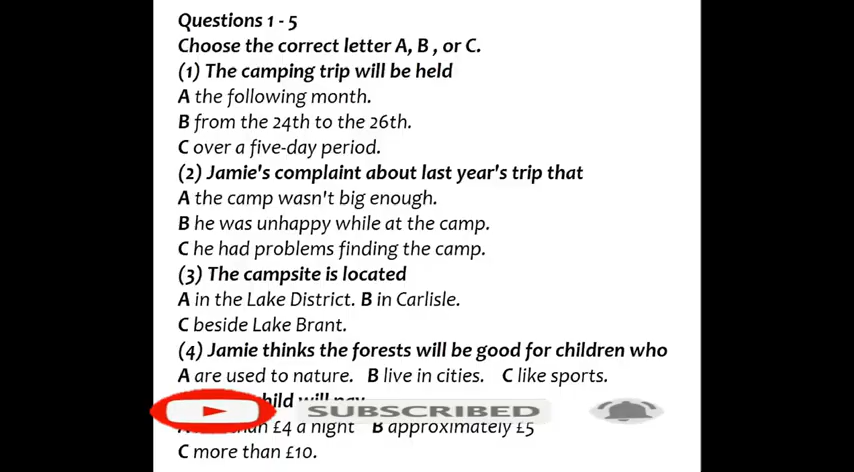 Questions 1 - 5
Choose the correct letter A, B , or C.
(1) The camping trip will be held
A the following month.
B from the 24th to the 26th.
C over a five-day period.
(2) Jamie's complaint about last year's trip that
A the camp wasn't big enough.
B he was unhappy while at the camp.
C he had problems finding the camp.
(3) The campsite is located
A in the Lake District. B in Carlisle.
C beside Lake Brant.
(4) Jamie thinks the forests will be good for children who
A are used to nature. B live in cities. C like sports.
child will pay
SUBSCRIBED
£4 a night B approximately £5
C more than £10.